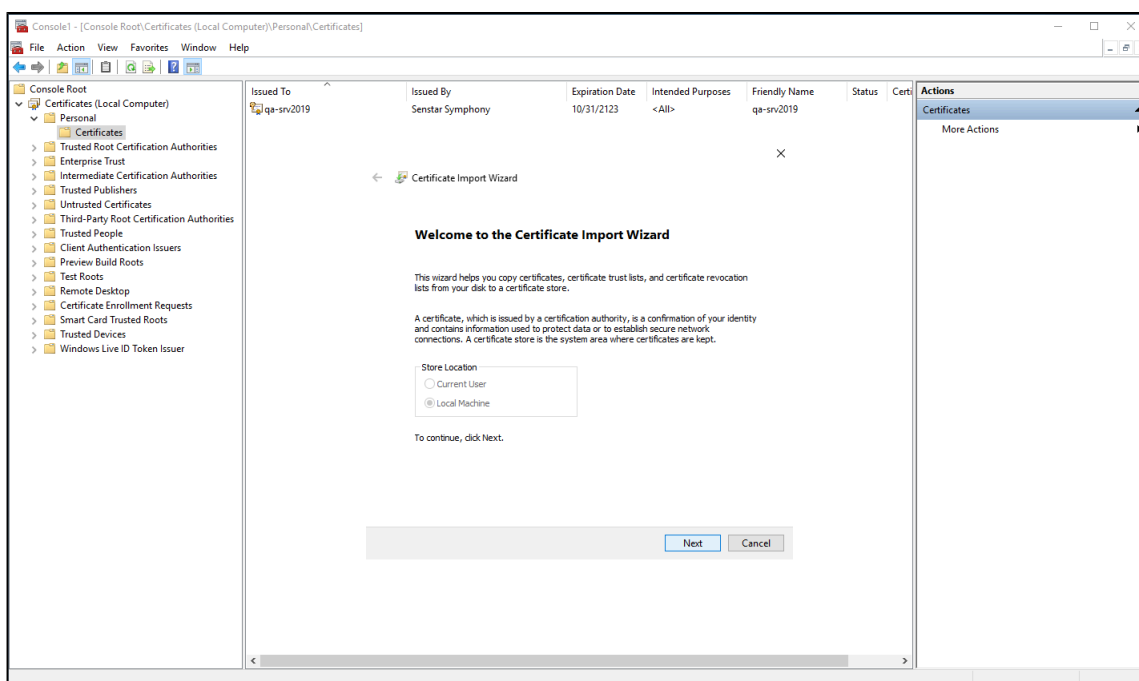 Console1 - [Console Root\Certificates (Local Computer)\Personal\Certificates]
File Action View Favorites Window Help
Console Root
Certificates (Local Computer)
Personal
Certificates
Trusted Root Certification Authorities
Enterprise Trust
Intermediate Certification Authorities
Trusted Publishers
Untrusted Certificates
Third-Party Root Certification Authorities
Trusted People
Client Authentication Issuers
Preview Build Roots
Test Roots
Remote Desktop
Certificate Enrollment Requests
Smart Card Trusted Roots
Trusted Devices
Windows Live ID Token Issuer
Issued To Issued By Expiration Date Intended Purposes Friendly Name Status Certi
qa-srv2019 Senstar Symphony 10/31/2123 <All> qa-srv2019
Certificate Import Wizard
Welcome to the Certificate Import Wizard
This wizard helps you copy certificates, certificate trust lists, and certificate revocation
lists from your disk to a certificate store.
A certificate, which is issued by a certification authority, is a confirmation of your identity
and contains information used to protect data or to establish secure network
connections. A certificate store is the system area where certificates are kept.
Store Location
Current User
Local Machine
To continue, click Next.
Next Cancel
Actions
Certificates
More Actions